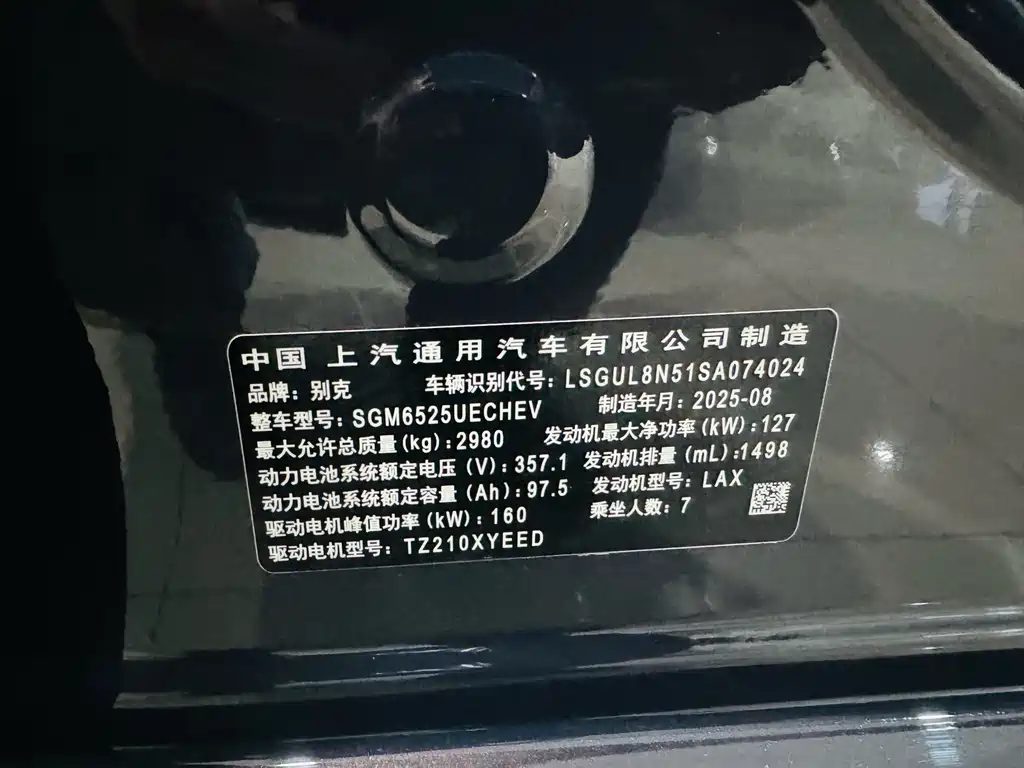 中国 上汽通用汽车有限公司制造
品牌: 别克 车辆识别代号: LSGUL8N51SA074024
整车型号: SGM6525UECHEV 制造年月: 2025-08
最大允许总质量(kg): 2980 发动机最大净功率(kW): 127
动力电池系统额定电压(V): 357.1 发动机排量(mL): 1498
动力电池系统额定容量(Ah): 97.5 发动机型号: LAX
驱动电机峰值功率(kW): 160 乘坐人数: 7
驱动电机型号: TZ210XYEED